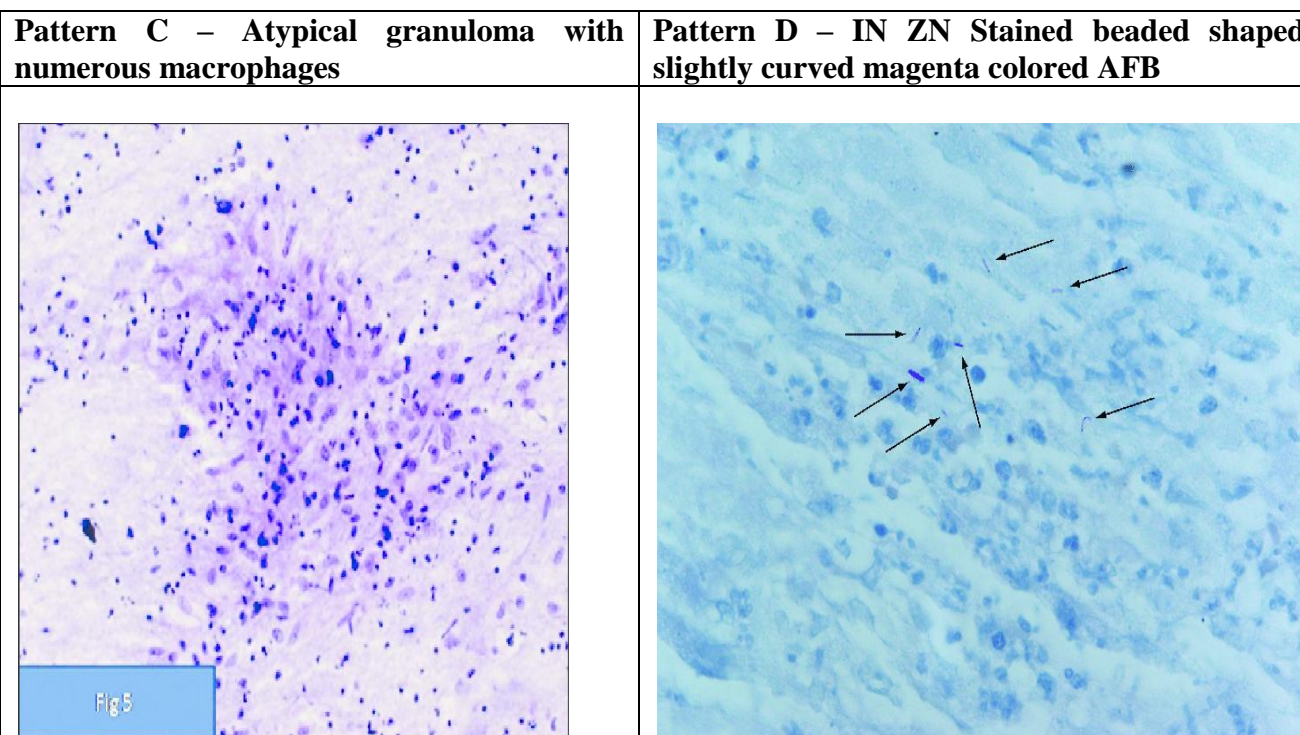 Pattern C – Atypical granuloma with
numerous macrophages
Pattern D – IN ZN Stained beaded shaped
slightly curved magenta colored AFB
Fig5